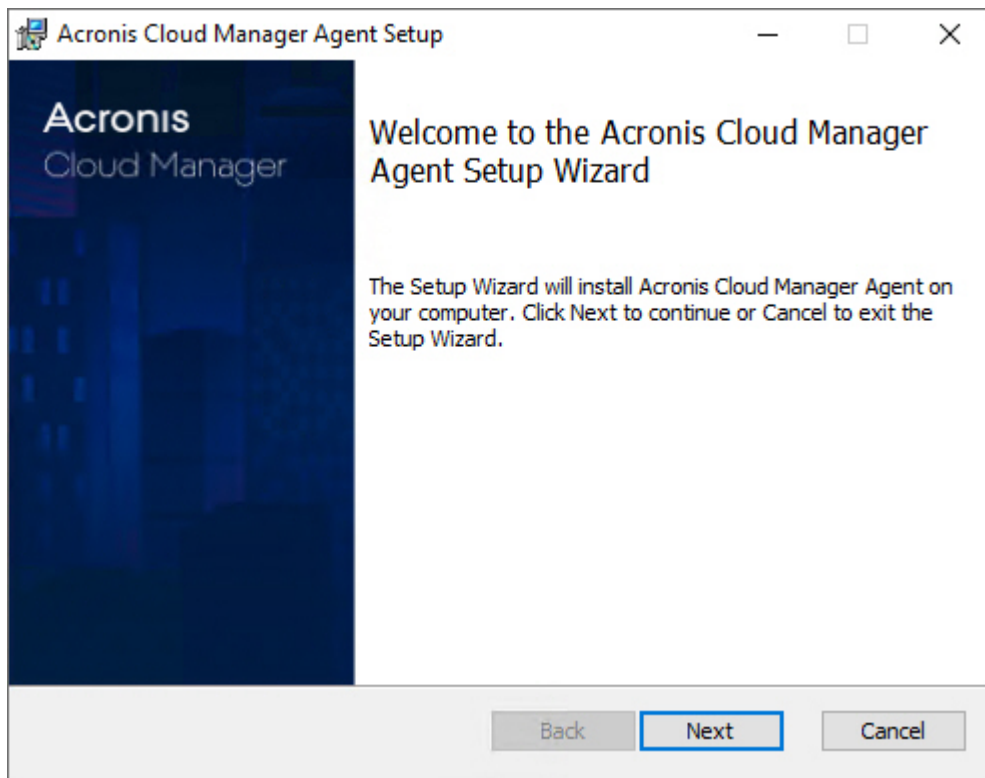 Acronis Cloud Manager Agent Setup
Acronis
Cloud Manager
Welcome to the Acronis Cloud Manager
Agent Setup Wizard
The Setup Wizard will install Acronis Cloud Manager Agent on
your computer. Click Next to continue or Cancel to exit the
Setup Wizard.
Back
Next
Cancel